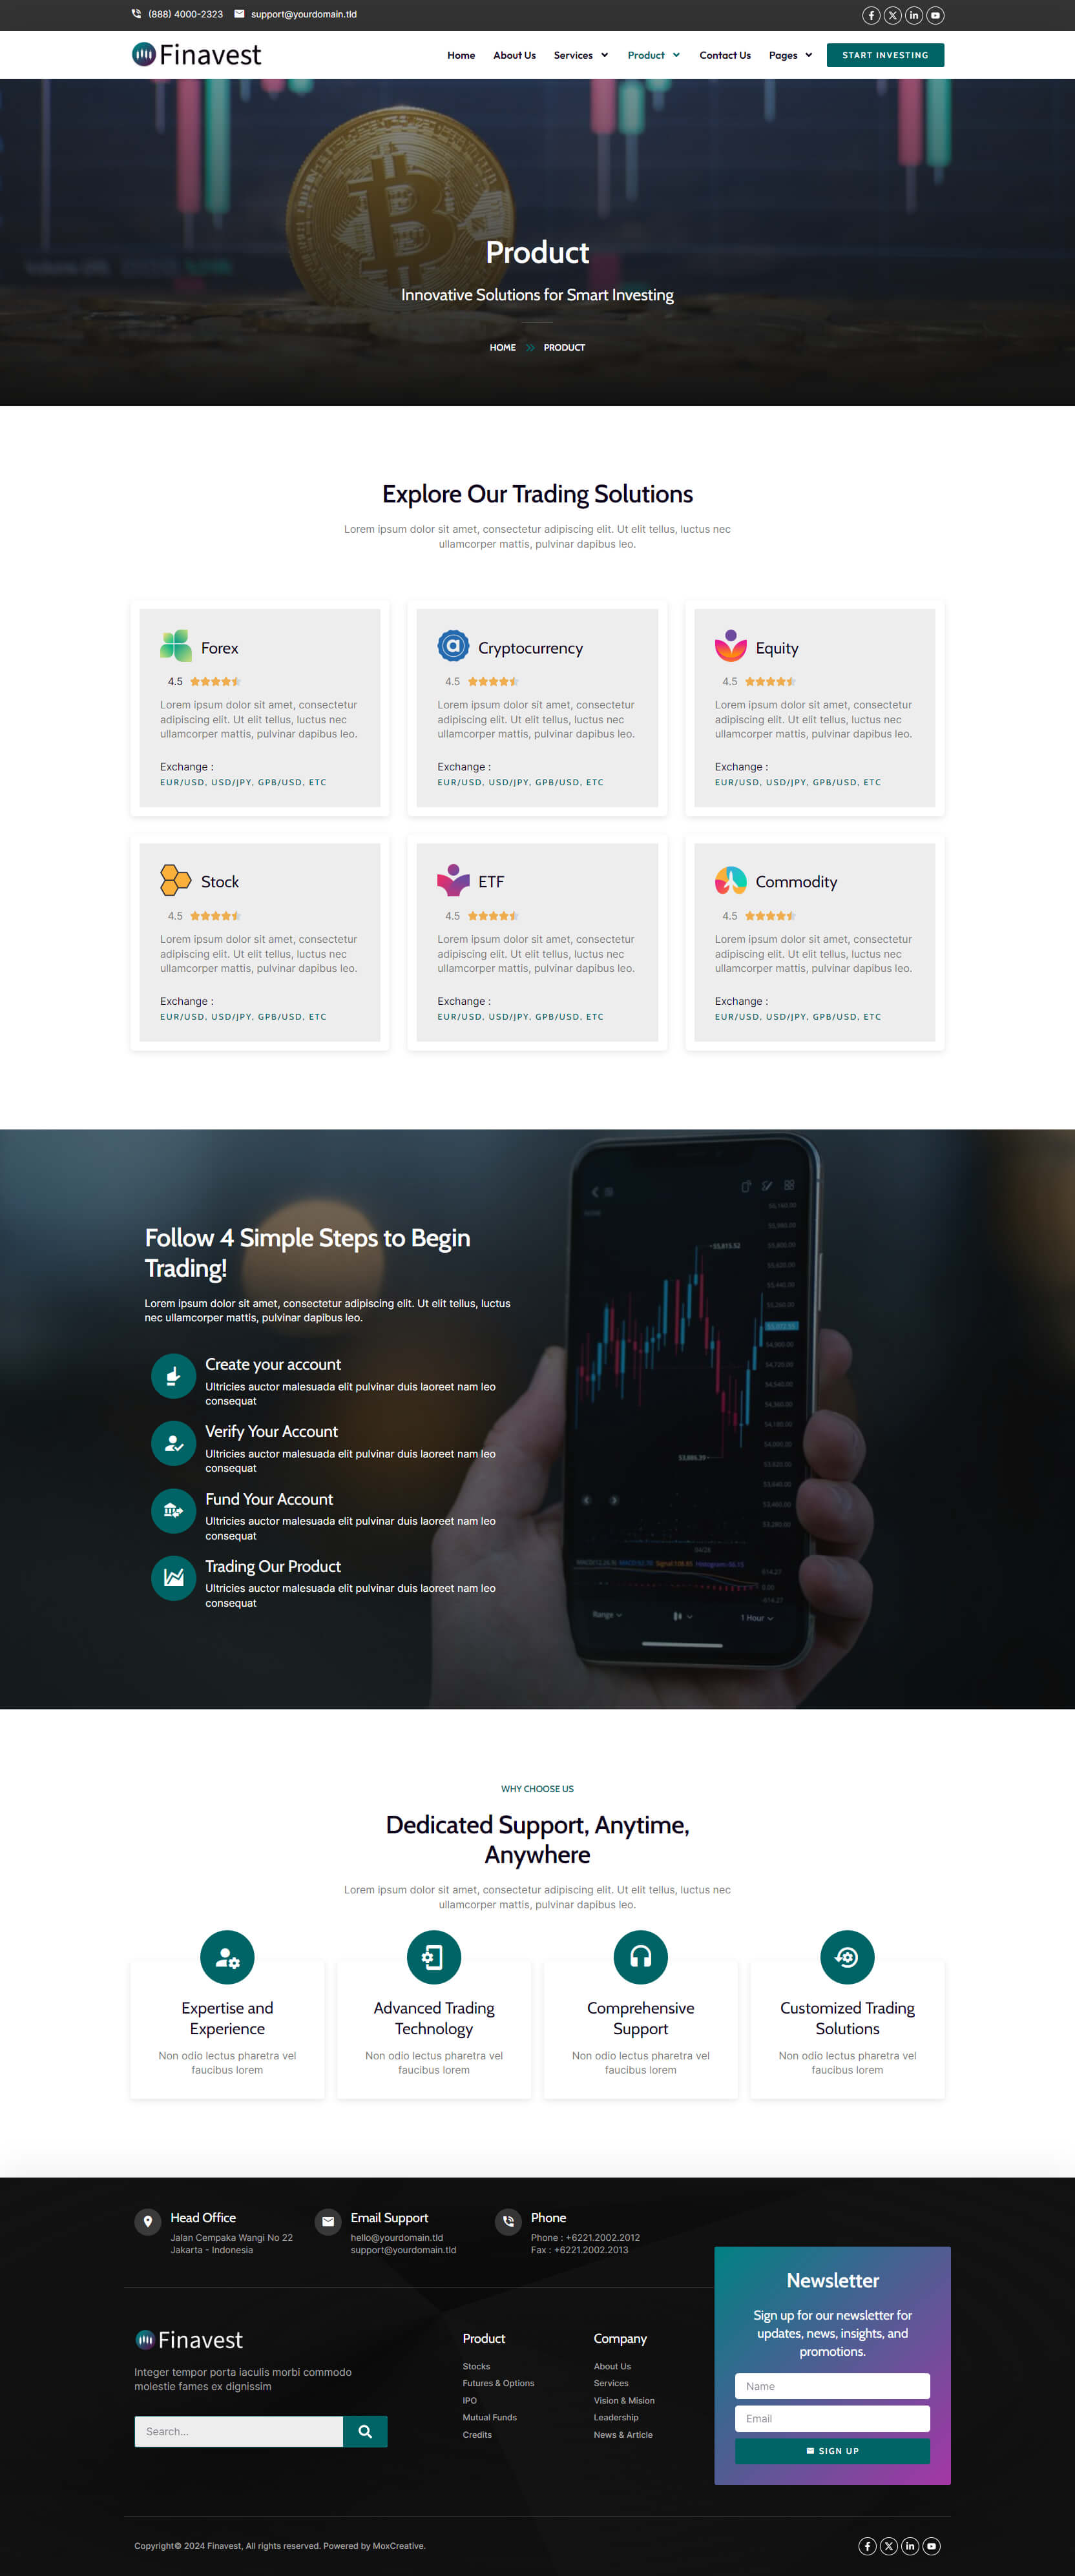 (888) 4000-2323 support@yourdomain.tld
Finavest
Home About Us Services Product Contact Us Pages START INVESTING
Product
Innovative Solutions for Smart Investing
HOME PRODUCT
Explore Our Trading Solutions
Lorem ipsum dolor sit amet, consectetur adipiscing elit. Ut elit tellus, luctus nec
ullamcorper mattis, pulvinar dapibus leo.
Forex
4.5
Lorem ipsum dolor sit amet, consectetur
adipiscing elit. Ut elit tellus, luctus nec
ullamcorper mattis, pulvinar dapibus leo.
Exchange :
EUR/USD, USD/JPY, GPB/USD, ETC
Cryptocurrency
4.5
Lorem ipsum dolor sit amet, consectetur
adipiscing elit. Ut elit tellus, luctus nec
ullamcorper mattis, pulvinar dapibus leo.
Exchange :
EUR/USD, USD/JPY, GPB/USD, ETC
Equity
4.5
Lorem ipsum dolor sit amet, consectetur
adipiscing elit. Ut elit tellus, luctus nec
ullamcorper mattis, pulvinar dapibus leo.
Exchange :
EUR/USD, USD/JPY, GPB/USD, ETC
Stock
4.5
Lorem ipsum dolor sit amet, consectetur
adipiscing elit. Ut elit tellus, luctus nec
ullamcorper mattis, pulvinar dapibus leo.
Exchange :
EUR/USD, USD/JPY, GPB/USD, ETC
ETF
4.5
Lorem ipsum dolor sit amet, consectetur
adipiscing elit. Ut elit tellus, luctus nec
ullamcorper mattis, pulvinar dapibus leo.
Exchange :
EUR/USD, USD/JPY, GPB/USD, ETC
Commodity
4.5
Lorem ipsum dolor sit amet, consectetur
adipiscing elit. Ut elit tellus, luctus nec
ullamcorper mattis, pulvinar dapibus leo.
Exchange :
EUR/USD, USD/JPY, GPB/USD, ETC
Follow 4 Simple Steps to Begin
Trading!
Lorem ipsum dolor sit amet, consectetur adipiscing elit. Ut elit tellus, luctus
nec ullamcorper mattis, pulvinar dapibus leo.
Create your account
Ultricies auctor malesuada elit pulvinar duis laoreet nam leo
consequat
Verify Your Account
Ultricies auctor malesuada elit pulvinar duis laoreet nam leo
consequat
Fund Your Account
Ultricies auctor malesuada elit pulvinar duis laoreet nam leo
consequat
Trading Our Product
Ultricies auctor malesuada elit pulvinar duis laoreet nam leo
consequat
Range
1 Hour
WHY CHOOSE US
Dedicated Support, Anytime,
Anywhere
Lorem ipsum dolor sit amet, consectetur adipiscing elit. Ut elit tellus, luctus nec
ullamcorper mattis, pulvinar dapibus leo.
Expertise and
Experience
Non odio lectus pharetra vel
faucibus lorem
Advanced Trading
Technology
Non odio lectus pharetra vel
faucibus lorem
Comprehensive
Support
Non odio lectus pharetra vel
faucibus lorem
Customized Trading
Solutions
Non odio lectus pharetra vel
faucibus lorem
Head Office
Jalan Cempaka Wangi No 22
Jakarta - Indonesia
Email Support
hello@yourdomain.tld
support@yourdomain.tld
Phone
Phone : +6221.2002.2012
Fax : +6221.2002.2013
Finavest
Integer tempor porta iaculis morbi commodo
molestie fames ex dignissim
Search...
Product
Stocks
Futures & Options
IPO
Mutual Funds
Credits
Company
About Us
Services
Vision & Mision
Leadership
News & Article
Newsletter
Sign up for our newsletter for
updates, news, insights, and
promotions.
Name
Email
SIGN UP
Copyright© 2024 Finavest, All rights reserved. Powered by MoxCreative.